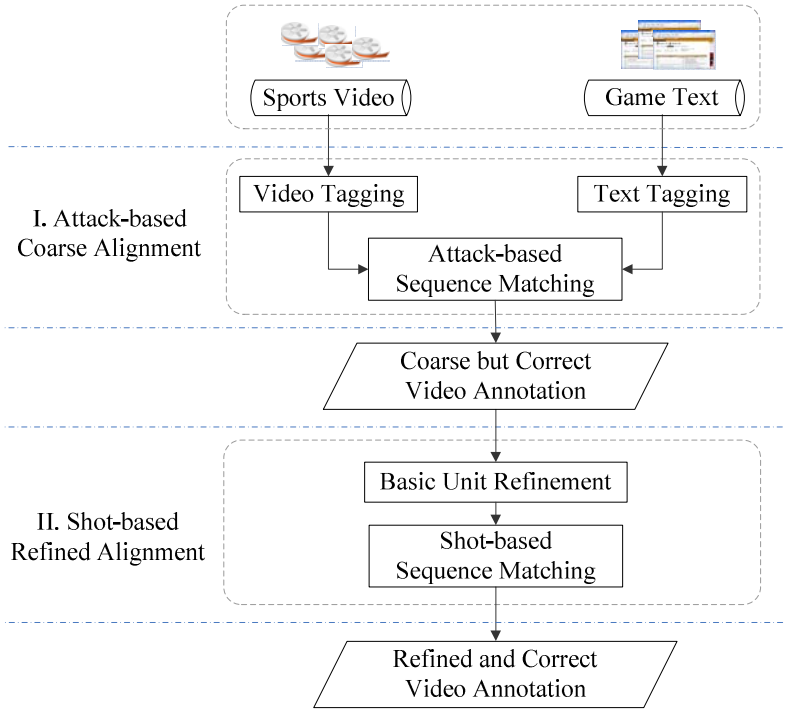 Sports Video
Game Text
Video Tagging
Text Tagging
I. Attack-based
Coarse Alignment
Attack-based
Sequence Matching
Coarse but Correct
Video Annotation
Basic Unit Refinement
II. Shot-based
Refined Alignment
Shot-based
Sequence Matching
Refined and Correct
Video Annotation